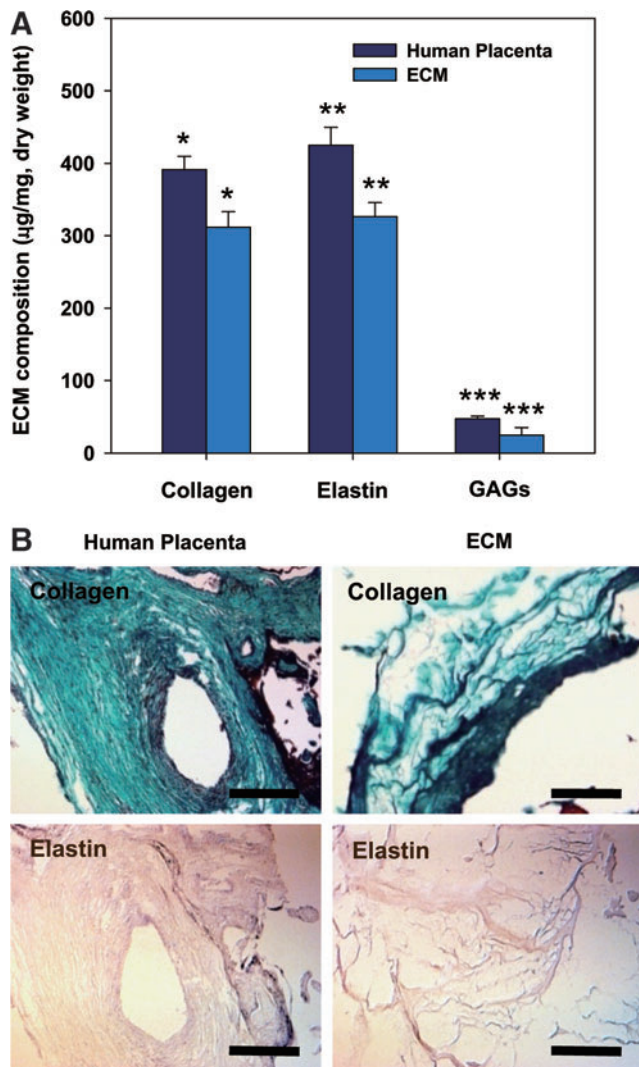 A
600
500
400
300
200
100
0
ECM composition (µg/mg, dry weight)
Human Placenta
ECM
*
*
**
**
***
***
Collagen Elastin GAGs
B
Human Placenta ECM
Collagen Collagen
Elastin Elastin